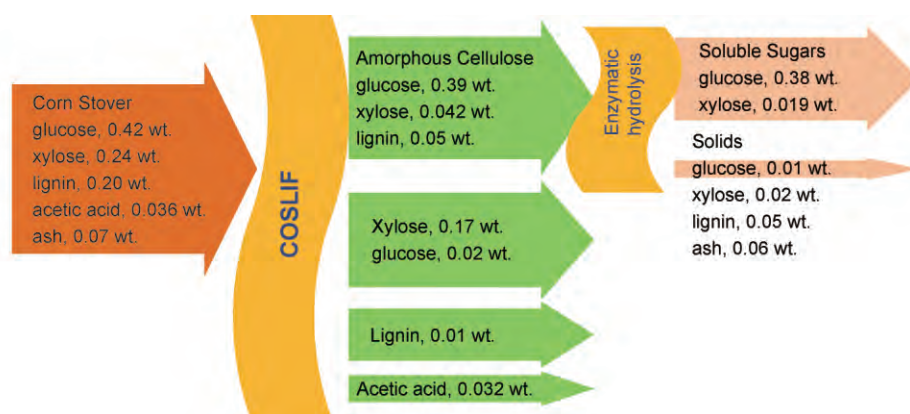 Corn Stover
glucose, 0.42 wt.
xylose, 0.24 wt.
lignin, 0.20 wt.
acetic acid, 0.036 wt.
ash, 0.07 wt.
COSLIF
Amorphous Cellulose
glucose, 0.39 wt.
xylose, 0.042 wt.
lignin, 0.05 wt.
Xylose, 0.17 wt.
glucose, 0.02 wt.
Lignin, 0.01 wt.
Acetic acid, 0.032 wt.
Enzymatic
hydrolysis
Soluble Sugars
glucose, 0.38 wt.
xylose, 0.019 wt.
Solids
glucose, 0.01 wt.
xylose, 0.02 wt.
lignin, 0.05 wt.
ash, 0.06 wt.